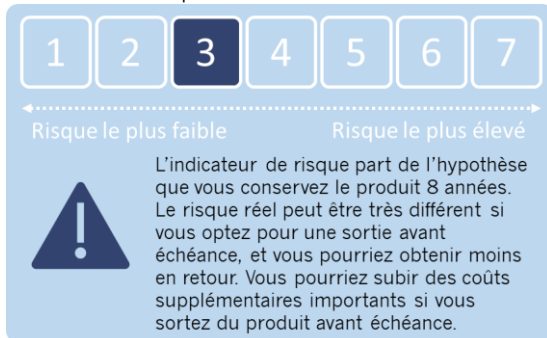 1 2 3 4 5 6 7
Risque le plus faible Risque le plus élevé
L'indicateur de risque part de l'hypothèse
que vous conservez le produit 8 années.
Le risque réel peut être très différent si
vous optez pour une sortie avant
échéance, et vous pourriez obtenir moins
en retour. Vous pourriez subir des coûts
supplémentaires importants si vous
sortez du produit avant échéance.